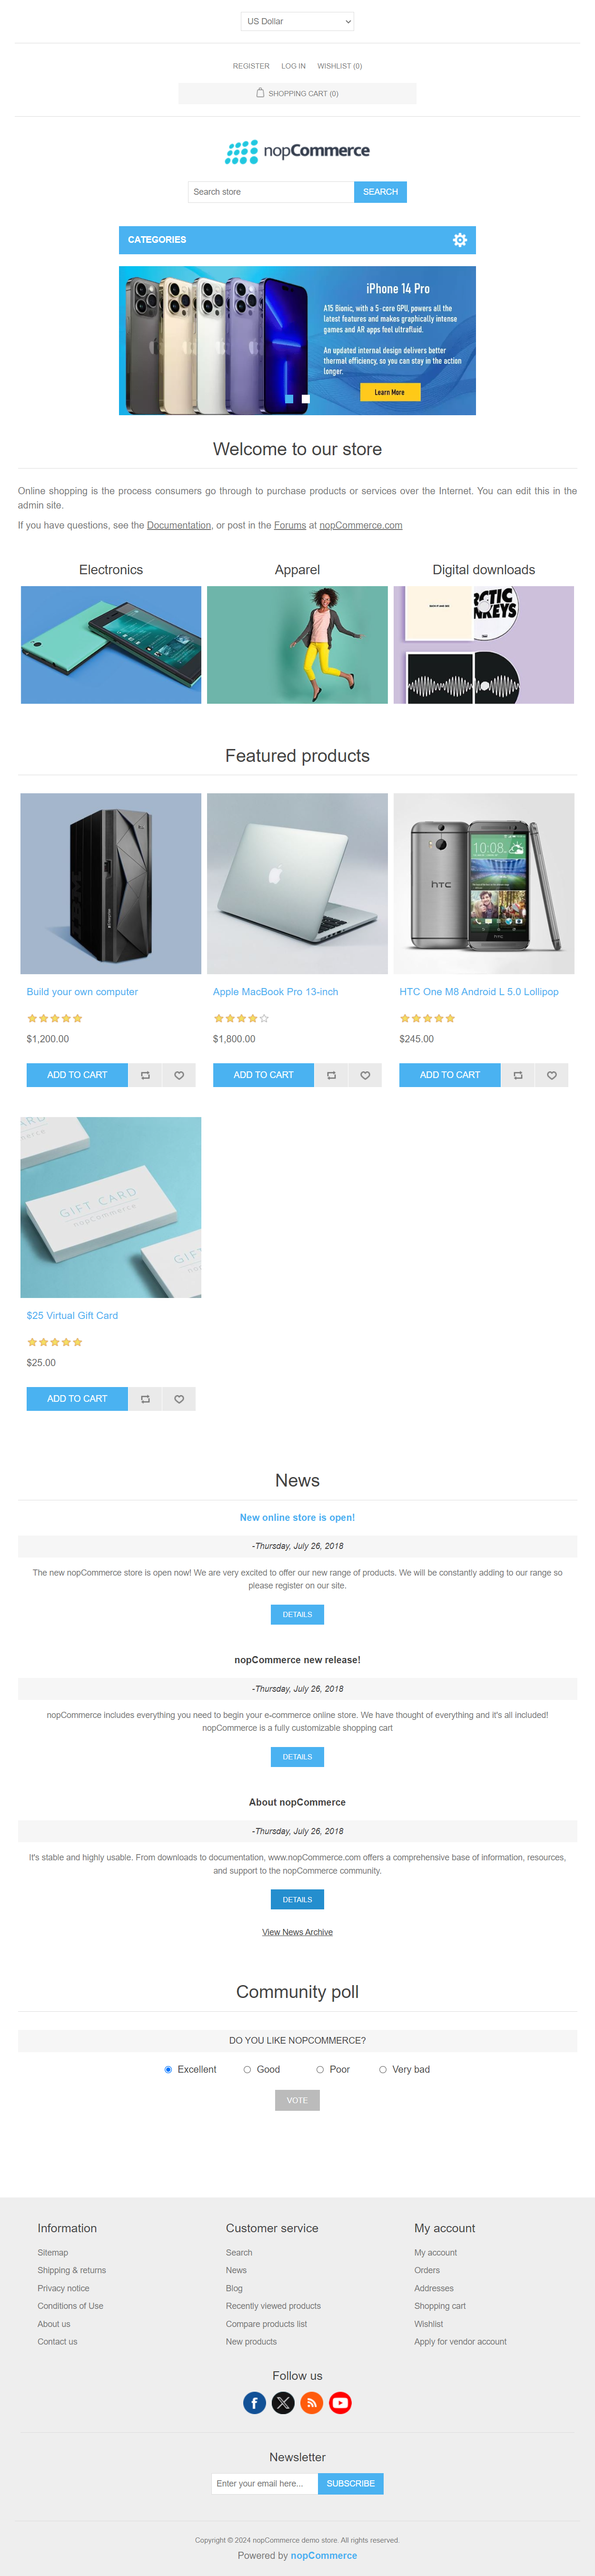 US Dollar
REGISTER LOG IN WISHLIST (0)
SHOPPING CART (0)
nopCommerce
Search store SEARCH
CATEGORIES
iPhone 14 Pro
A15 Bionic, with a 5-core GPU, powers all the
latest features and makes graphically intense
games and AR apps feel ultrafluid.
An updated internal design delivers better
thermal efficiency, so you can stay in the action
longer.
Learn More
Welcome to our store
Online shopping is the process consumers go through to purchase products or services over the Internet. You can edit this in the
admin site.
If you have questions, see the Documentation, or post in the Forums at nopCommerce.com
Electronics Apparel Digital downloads
Featured products
hTC
10:08
Build your own computer Apple MacBook Pro 13-inch HTC One M8 Android L 5.0 Lollipop
$1,200.00 $1,800.00 $245.00
ADD TO CART ADD TO CART ADD TO CART
GIFT CARD
nopCommerce
GIFT
$25 Virtual Gift Card
$25.00
ADD TO CART
News
New online store is open!
-Thursday, July 26, 2018
The new nopCommerce store is open now! We are very excited to offer our new range of products. We will be constantly adding to our range so
please register on our site.
DETAILS
nopCommerce new release!
-Thursday, July 26, 2018
nopCommerce includes everything you need to begin your e-commerce online store. We have thought of everything and it's all included!
nopCommerce is a fully customizable shopping cart
DETAILS
About nopCommerce
-Thursday, July 26, 2018
It's stable and highly usable. From downloads to documentation, www.nopCommerce.com offers a comprehensive base of information, resources,
and support to the nopCommerce community.
DETAILS
View News Archive
Community poll
DO YOU LIKE NOPCOMMERCE?
Excellent Good Poor Very bad
VOTE
Information
Sitemap
Shipping & returns
Privacy notice
Conditions of Use
About us
Contact us
Customer service
Search
News
Blog
Recently viewed products
Compare products list
New products
My account
My account
Orders
Addresses
Shopping cart
Wishlist
Apply for vendor account
Follow us
Newsletter
Enter your email here... SUBSCRIBE
Copyright © 2024 nopCommerce demo store. All rights reserved.
Powered by nopCommerce